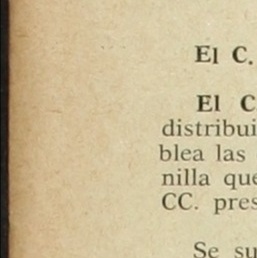 El C.
El C
distribui
blea las
nilla que
CC. pres
Se su